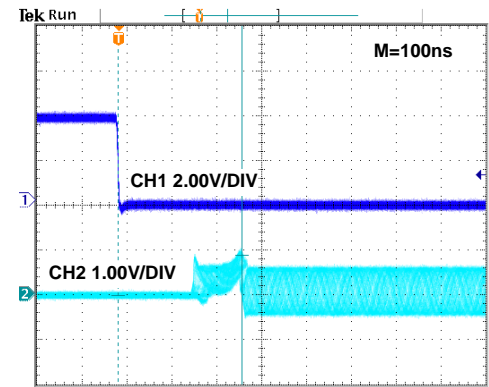 Tek Run
T
M=100ns
CH1 2.00V/DIV
1
CH2 1.00V/DIV
2